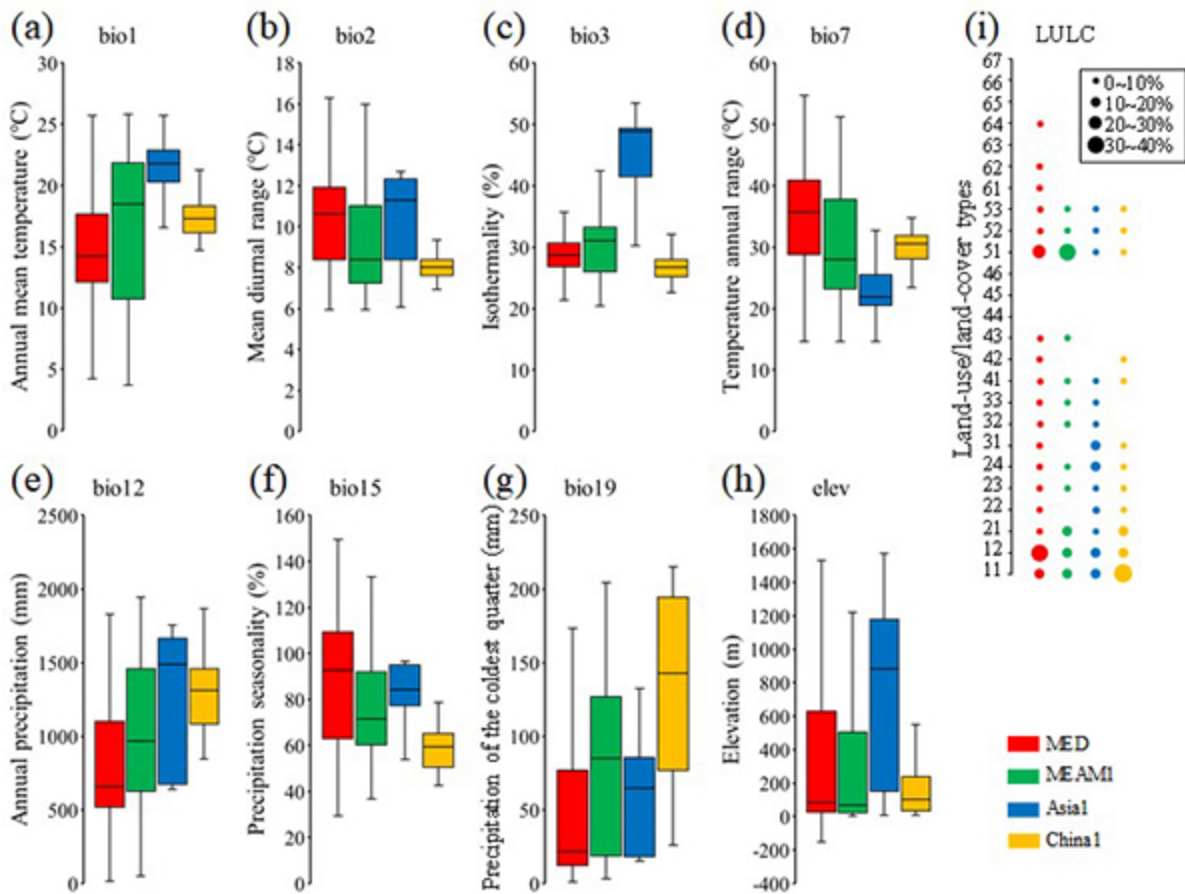 (a)
bio1
Annual mean temperature (°C)
30
25
20
15
10
5
0
(b)
bio2
Mean diurnal range (°C)
18
16
14
12
10
8
6
4
2
0
(c)
bio3
Isothermality (%)
60
50
40
30
20
10
0
(d)
bio7
Temperature annual range (°C)
60
50
40
30
20
10
0
(i)
LULC
Land-use/land-cover types
67
66
65
64
62
61
53
52
51
46
45
44
43
42
41
33
32
31
24
23
22
21
12
11
0~10%
10~20%
20~30%
30~40%
(e)
bio12
Annual precipitation (mm)
2500
2000
1500
1000
500
0
(f)
bio15
Precipitation seasonality (%)
160
140
120
100
80
60
40
20
0
(g)
bio19
Precipitation of the coldest quarter (mm)
250
200
150
100
50
0
(h)
elev
Elevation (m)
1800
1600
1400
1200
1000
800
600
400
200
0
-200
-400
MED
MEAM1
Asia1
China1